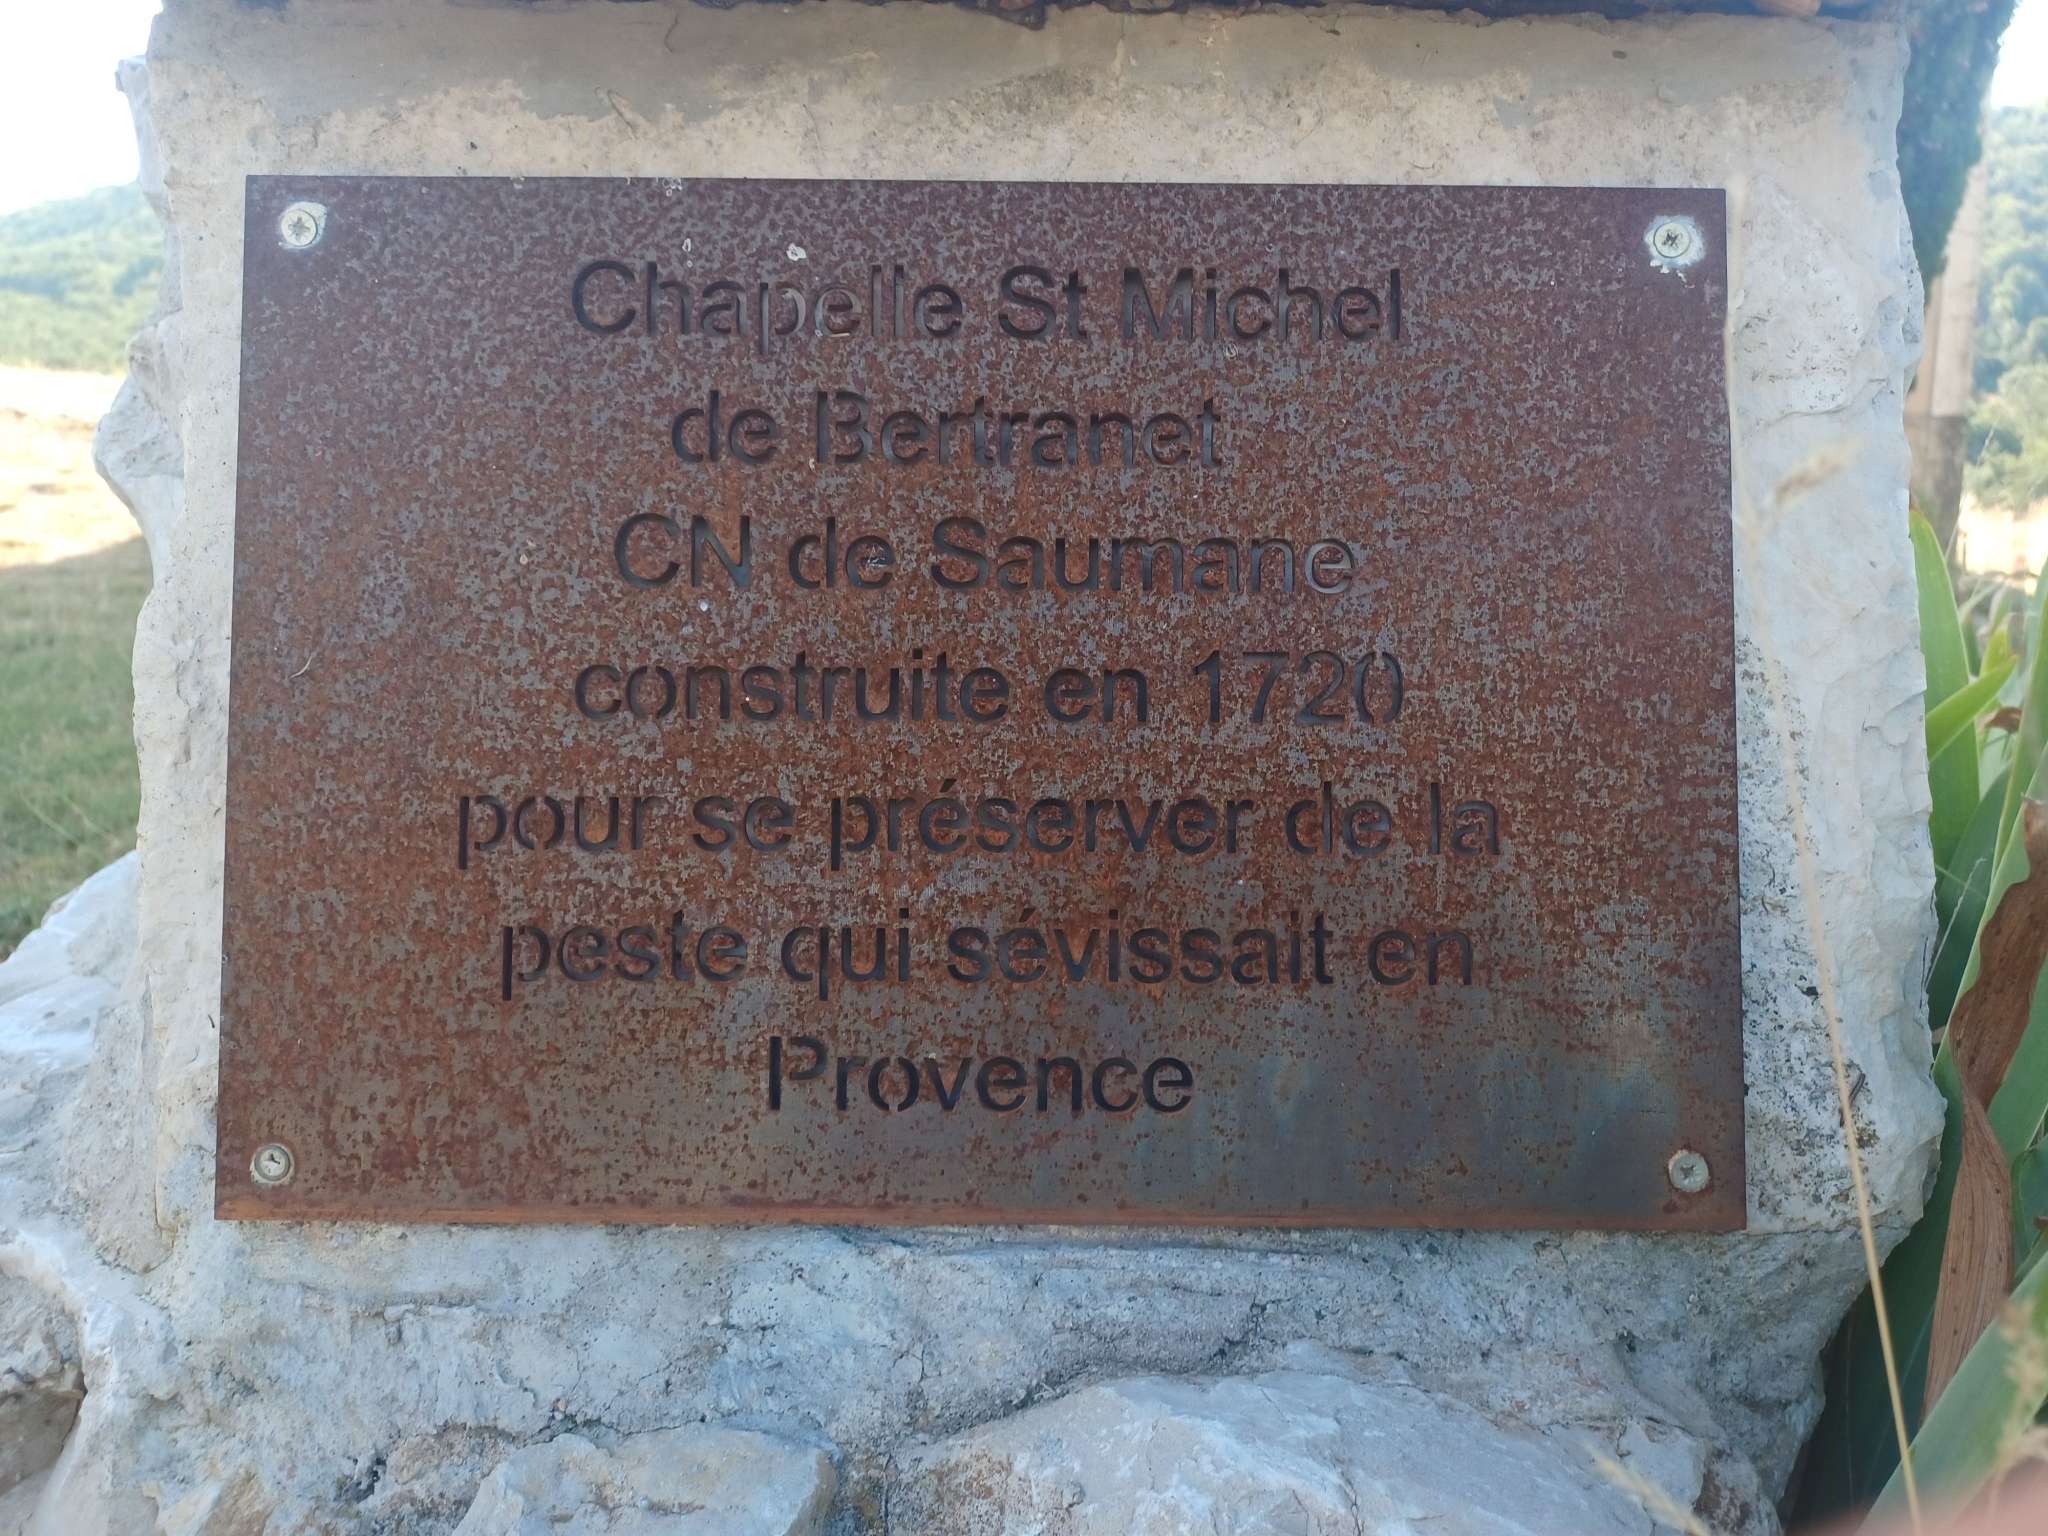 Chapelle St Michel
de Bertranet
CN de Saumane
construite en 1720
pour se préserver de la
peste qui sévissait en
Provence